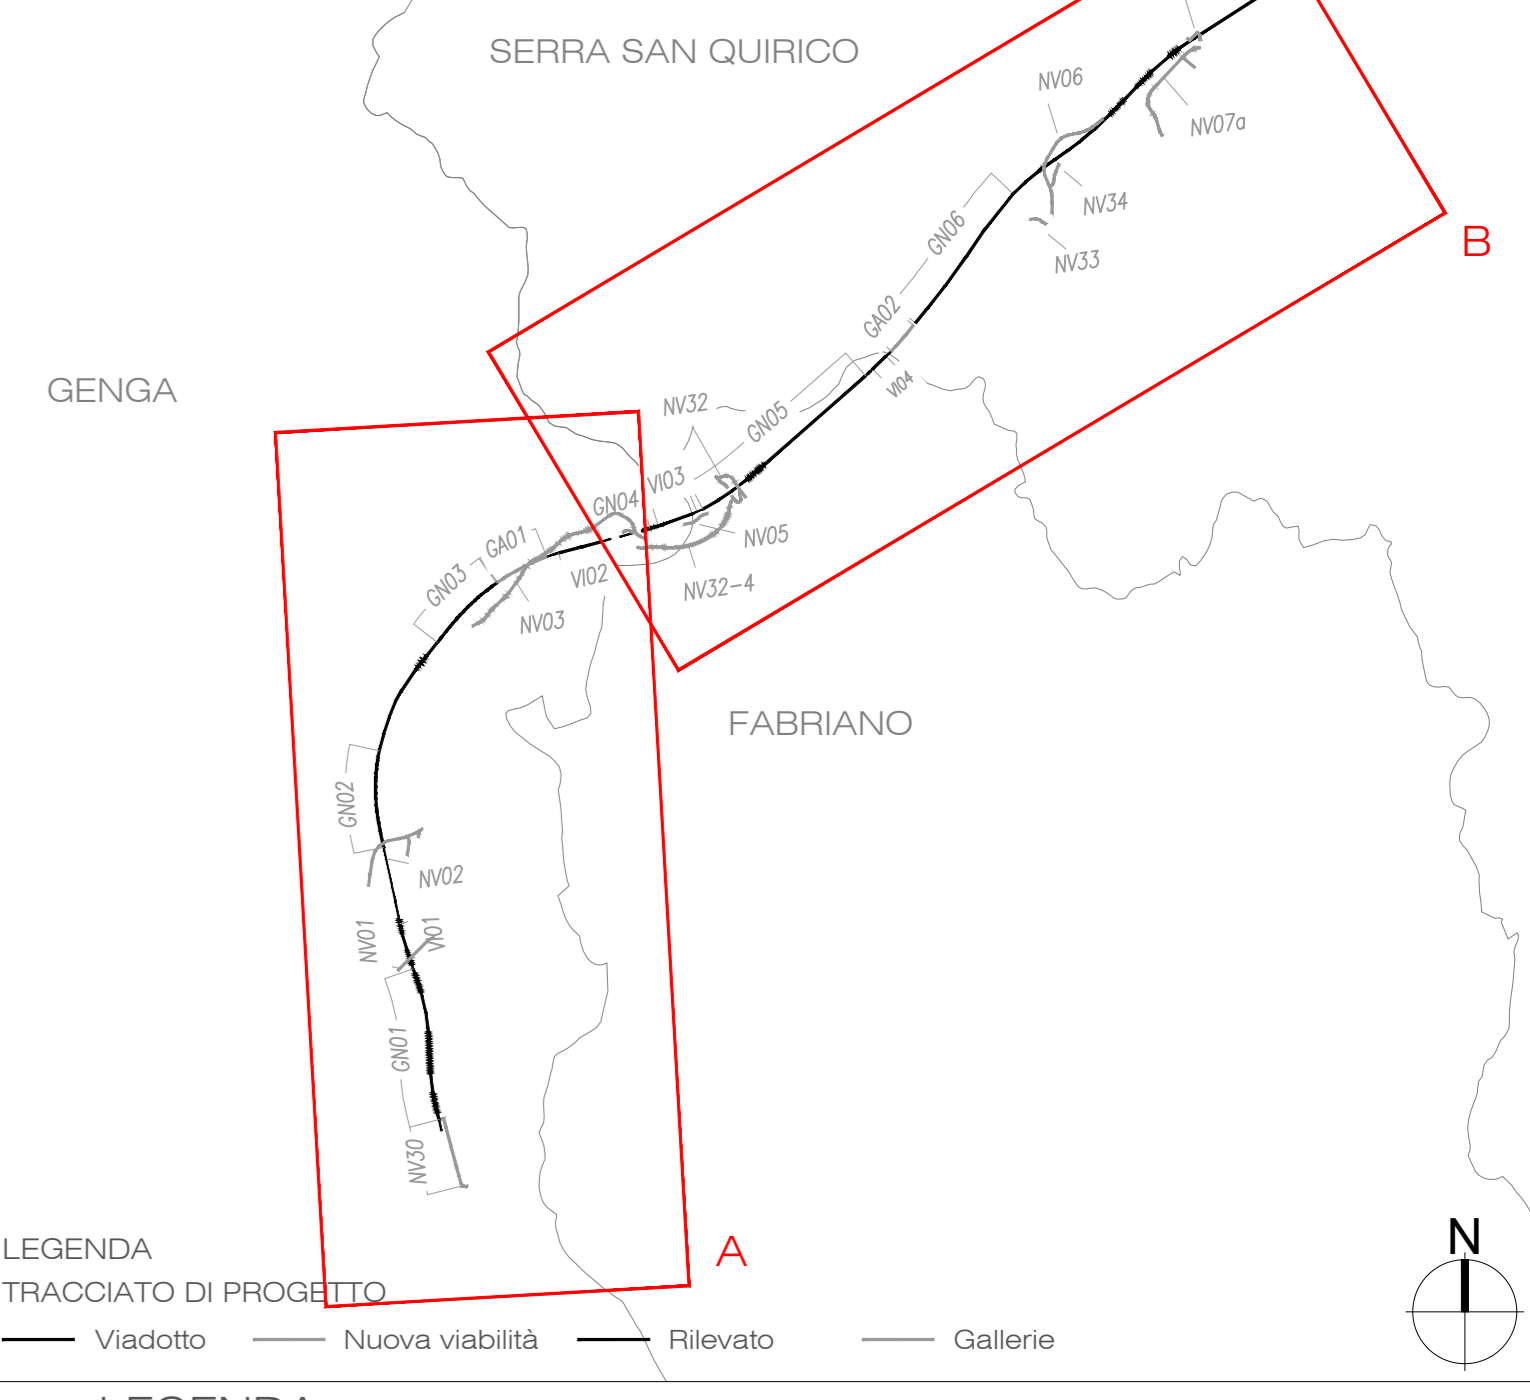 SERRA SAN QUIRICO
NV06
NV07a
NV34
GN06
B
NV33
GA02
GENGA
VI04
NV32
GN05
VI03
GN04
GA01
NV05
GN03
VI02
NV32-4
NV03
FABRIANO
GN02
NV02
NV01
VI01
GN01
NV30
N
LEGENDA
A
TRACCIATO DI PROGETTO
Viadotto Nuova viabilità Rilevato Gallerie
LEGENDA